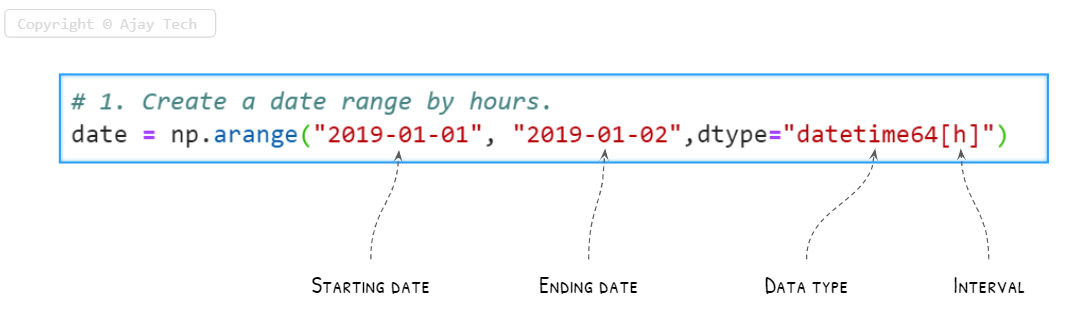 Copyright © Ajay Tech
# 1. Create a date range by hours.
date = np.arange("2019-01-01", "2019-01-02",dtype="datetime64[h]")
Starting date Ending date Data type Interval